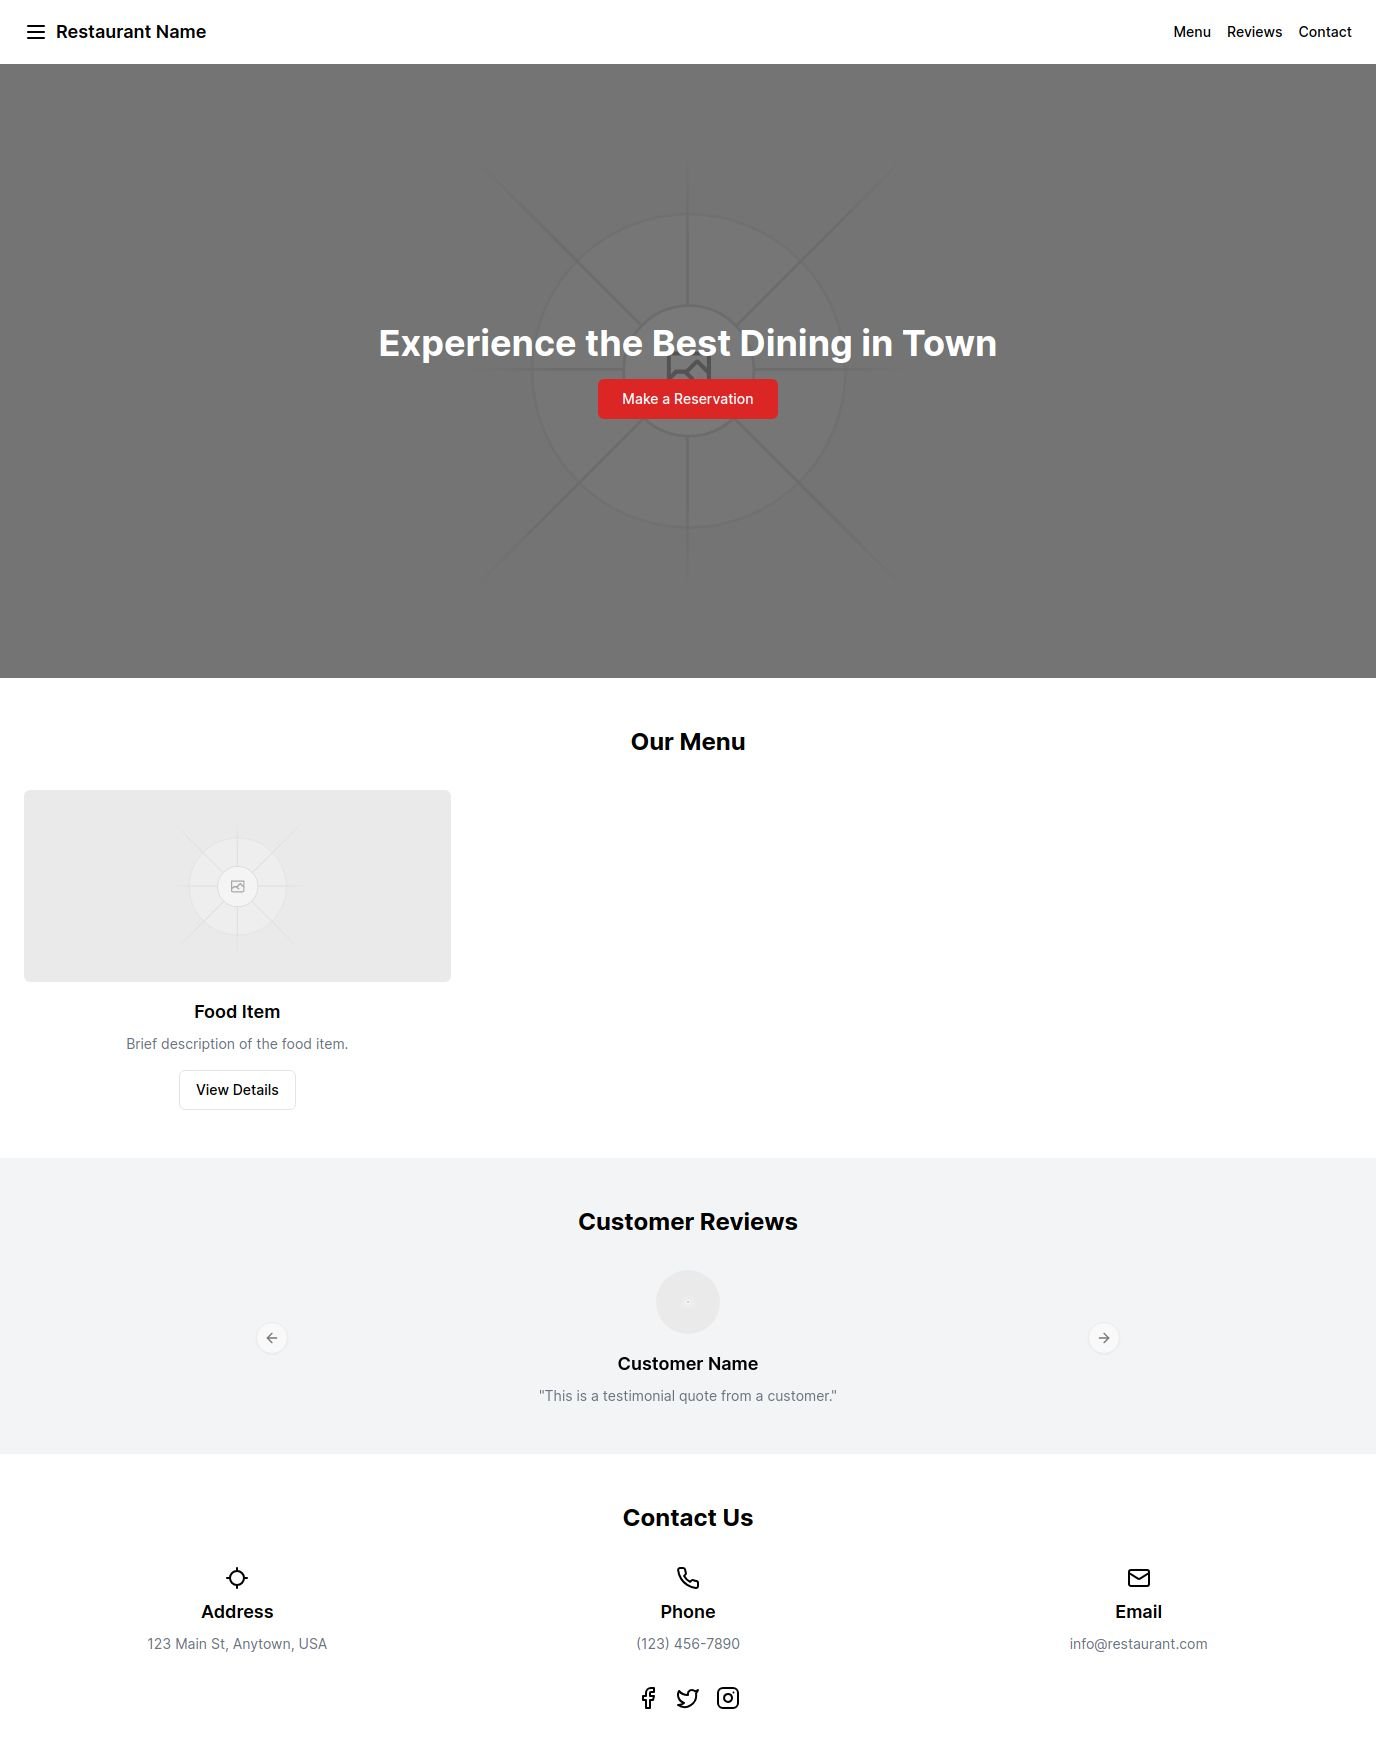 Restaurant Name
Menu Reviews Contact
Experience the Best Dining in Town
Make a Reservation
Our Menu
Food Item
Brief description of the food item.
View Details
Customer Reviews
Customer Name
"This is a testimonial quote from a customer."
Contact Us
Address
123 Main St, Anytown, USA
Phone
(123) 456-7890
Email
info@restaurant.com